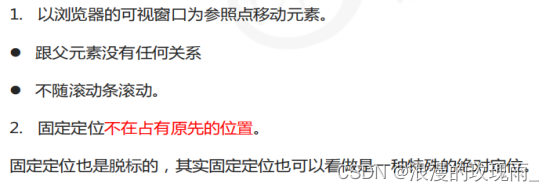 1. 以浏览器的可视窗口为参照点移动元素。
● 跟父元素没有任何关系
● 不随滚动条滚动。
2. 固定定位不在占有原先的位置。
固定定位也是脱标的，其实固定定位也可以看做是一种特殊的绝对定位。
CSDN @浪漫的玫瑰雨_